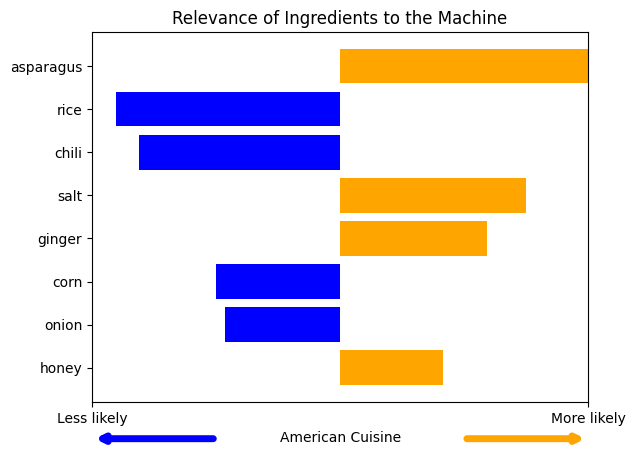 Relevance of Ingredients to the Machine
asparagus
rice
chili
salt
ginger
corn
onion
honey
Less likely
More likely
American Cuisine